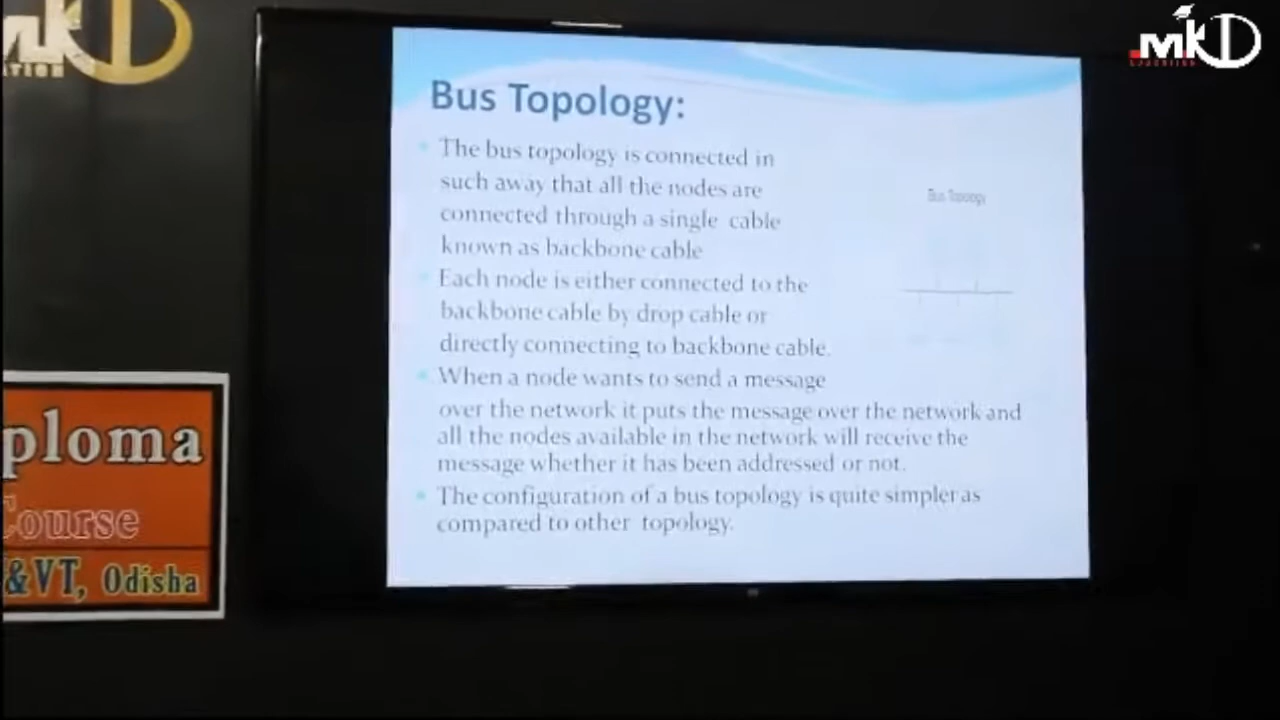 MKD
EDUCATION
Bus Topology:
The bus topology is connected in
such away that all the nodes are
connected through a single cable
known as backbone cable
Bus Topology
Each node is either connected to the
backbone cable by drop cable or
directly connecting to backbone cable.
When a node wants to send a message
over the network it puts the message over the network and
all the nodes available in the network will receive the
message whether it has been addressed or not.
The configuration of a bus topology is quite simpler as
compared to other topology.
ploma
Course
&VT, Odisha